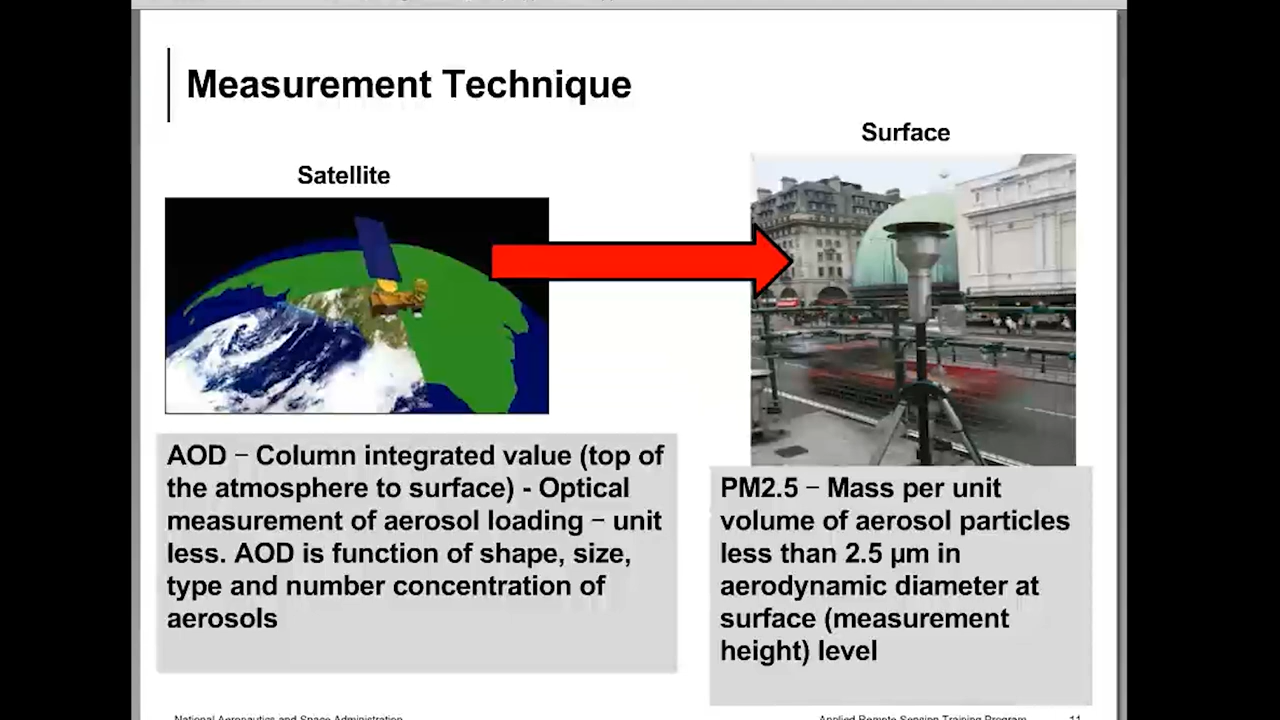 Measurement Technique
Surface
Satellite
AOD – Column integrated value (top of
the atmosphere to surface) - Optical
measurement of aerosol loading – unit
less. AOD is function of shape, size,
type and number concentration of
aerosols
PM2.5 – Mass per unit
volume of aerosol particles
less than 2.5 µm in
aerodynamic diameter at
surface (measurement
height) level
National Aeronautics and Space Administration
Applied Remote Sensing Training Program 11